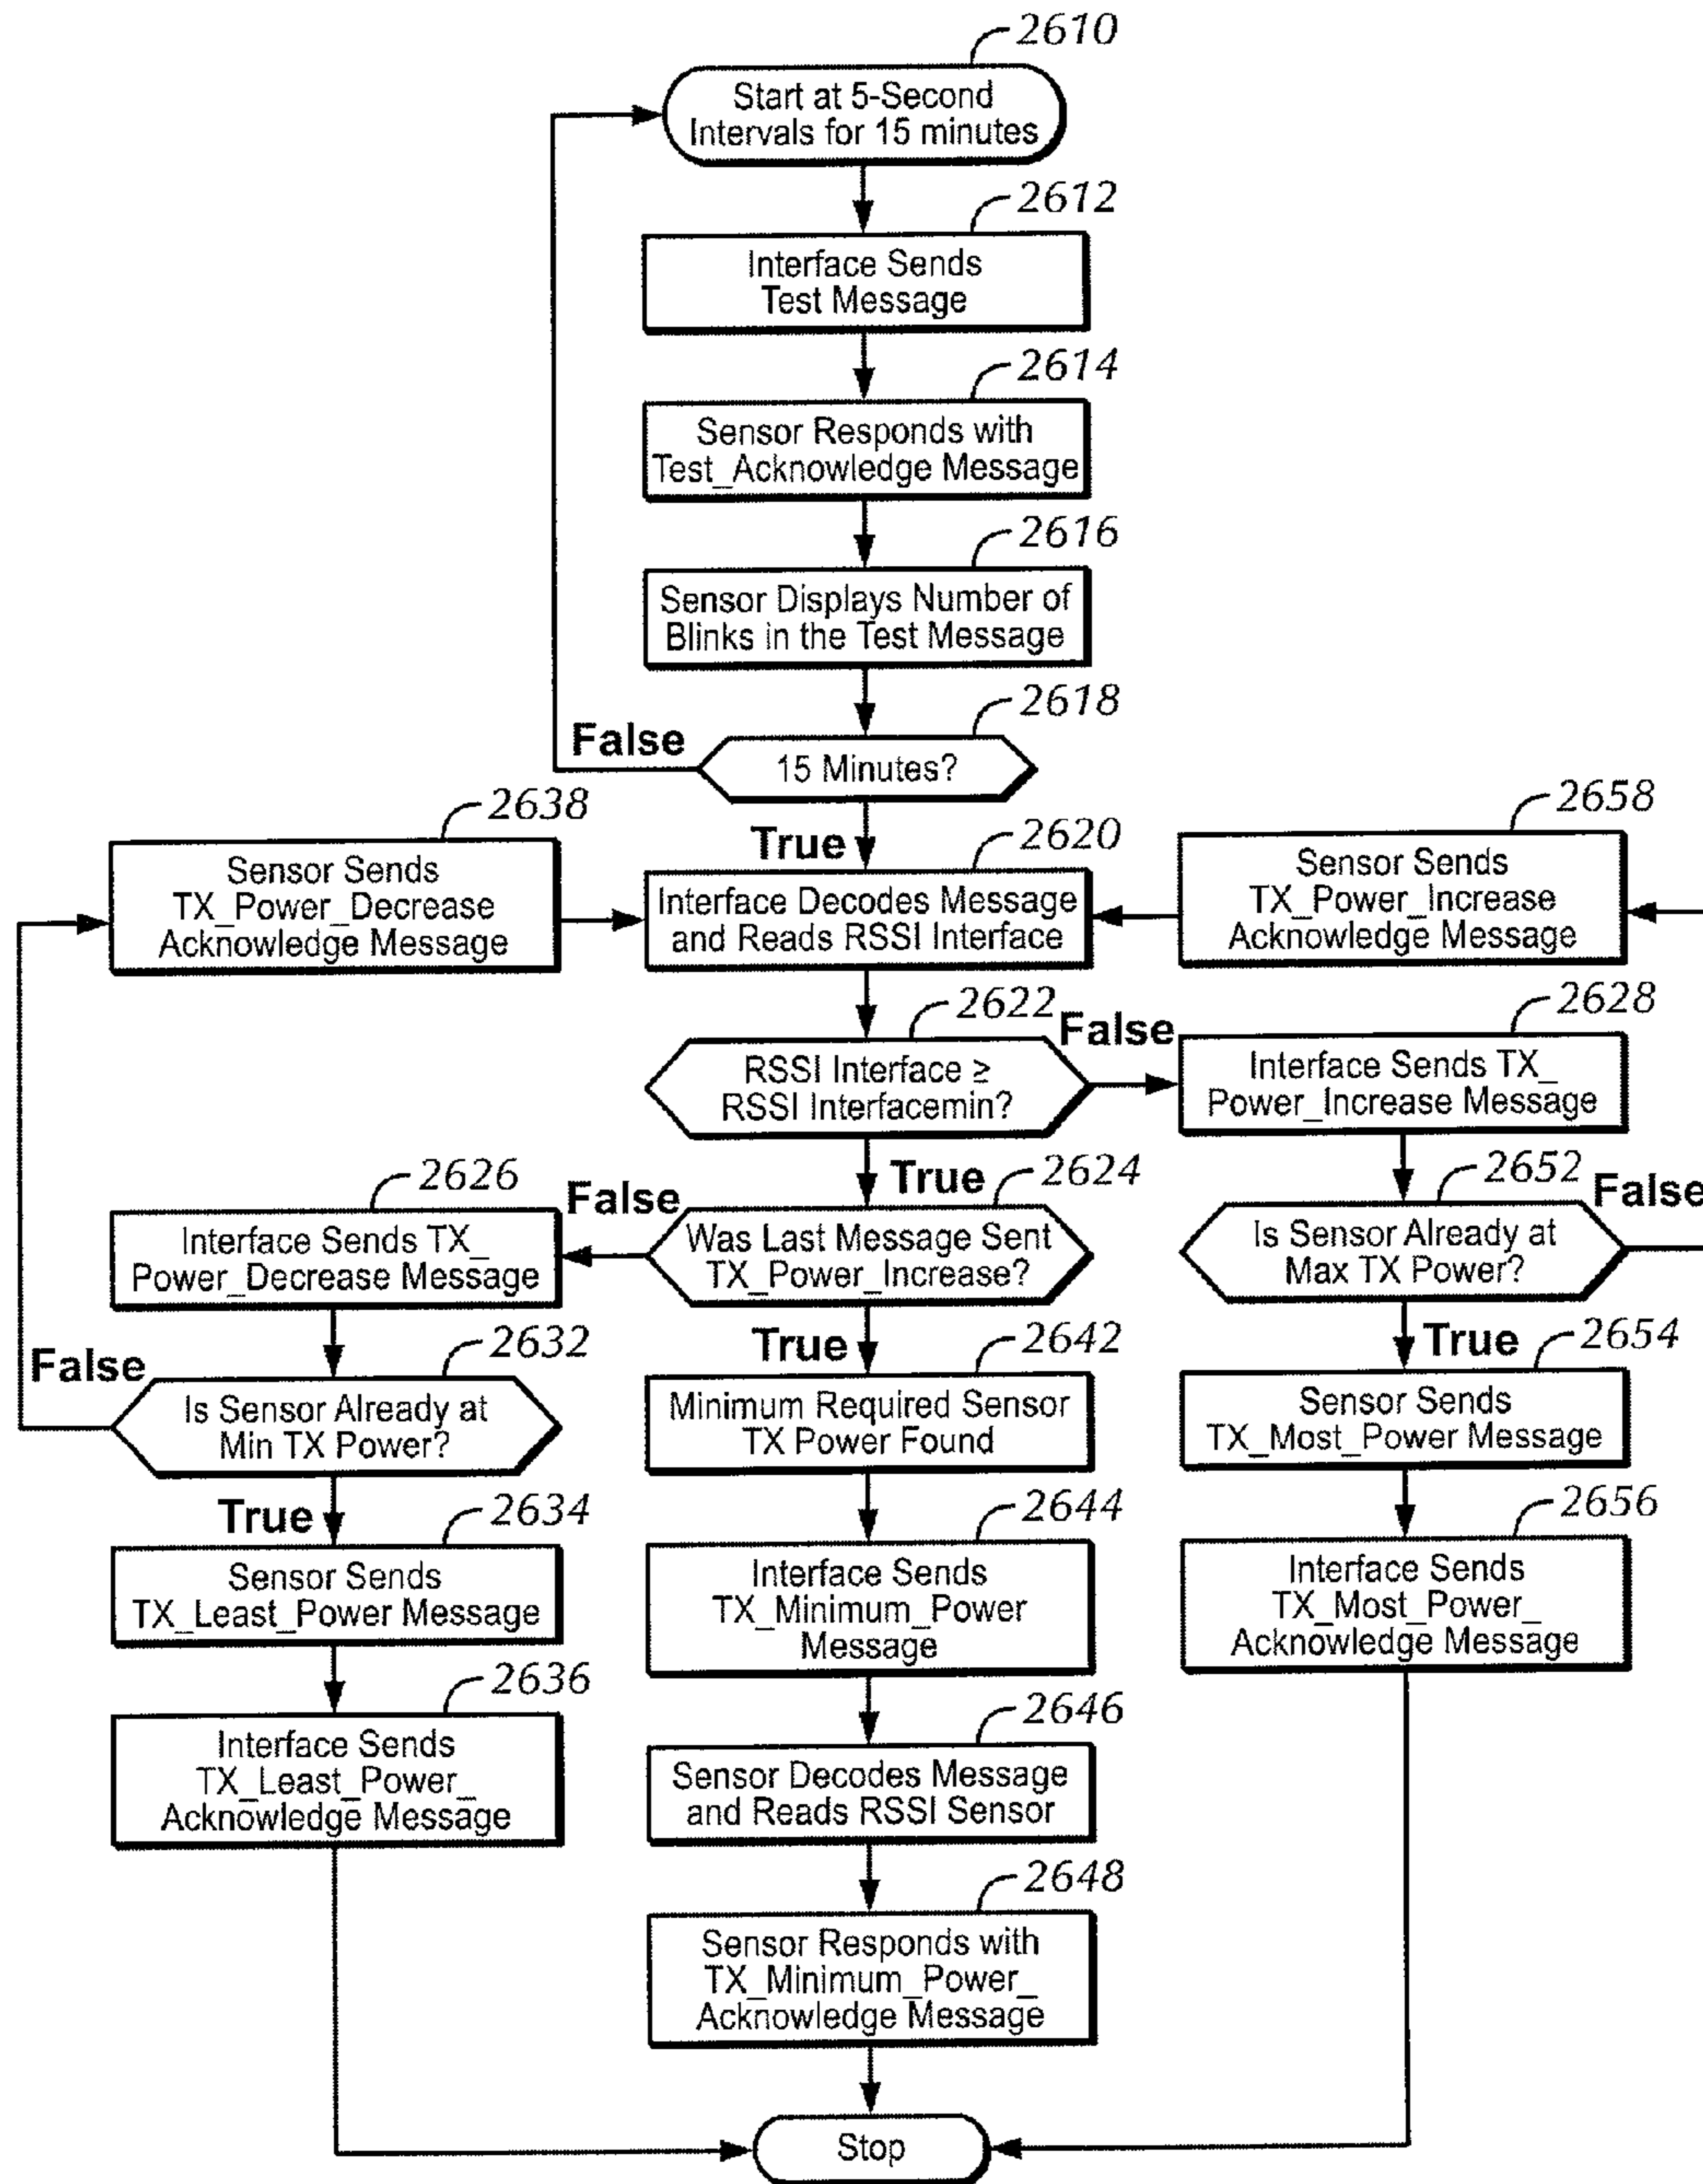 2610
Start at 5-Second
Intervals for 15 minutes
2612
Interface Sends
Test Message
2614
Sensor Responds with
Test_Acknowledge Message
2616
Sensor Displays Number of
Blinks in the Test Message
2618
False
15 Minutes?
True
2638
Sensor Sends
TX_Power_Decrease
Acknowledge Message
2620
Interface Decodes Message
and Reads RSSI Interface
2658
Sensor Sends
TX_Power_Increase
Acknowledge Message
2622
False
RSSI Interface ≥
RSSI Interfacemin?
True
2628
Interface Sends TX_
Power_Increase Message
2626
Interface Sends TX_
Power_Decrease Message
False
2624
Was Last Message Sent
TX_Power_Increase?
True
2652
False
Is Sensor Already at
Max TX Power?
True
2632
False
Is Sensor Already at
Min TX Power?
True
2642
Minimum Required Sensor
TX Power Found
2654
Sensor Sends
TX_Most_Power Message
2634
Sensor Sends
TX_Least_Power Message
2644
Interface Sends
TX_Minimum_Power
Message
2656
Interface Sends
TX_Most_Power_
Acknowledge Message
2636
Interface Sends
TX_Least_Power_
Acknowledge Message
2646
Sensor Decodes Message
and Reads RSSI Sensor
2648
Sensor Responds with
TX_Minimum_Power_
Acknowledge Message
Stop